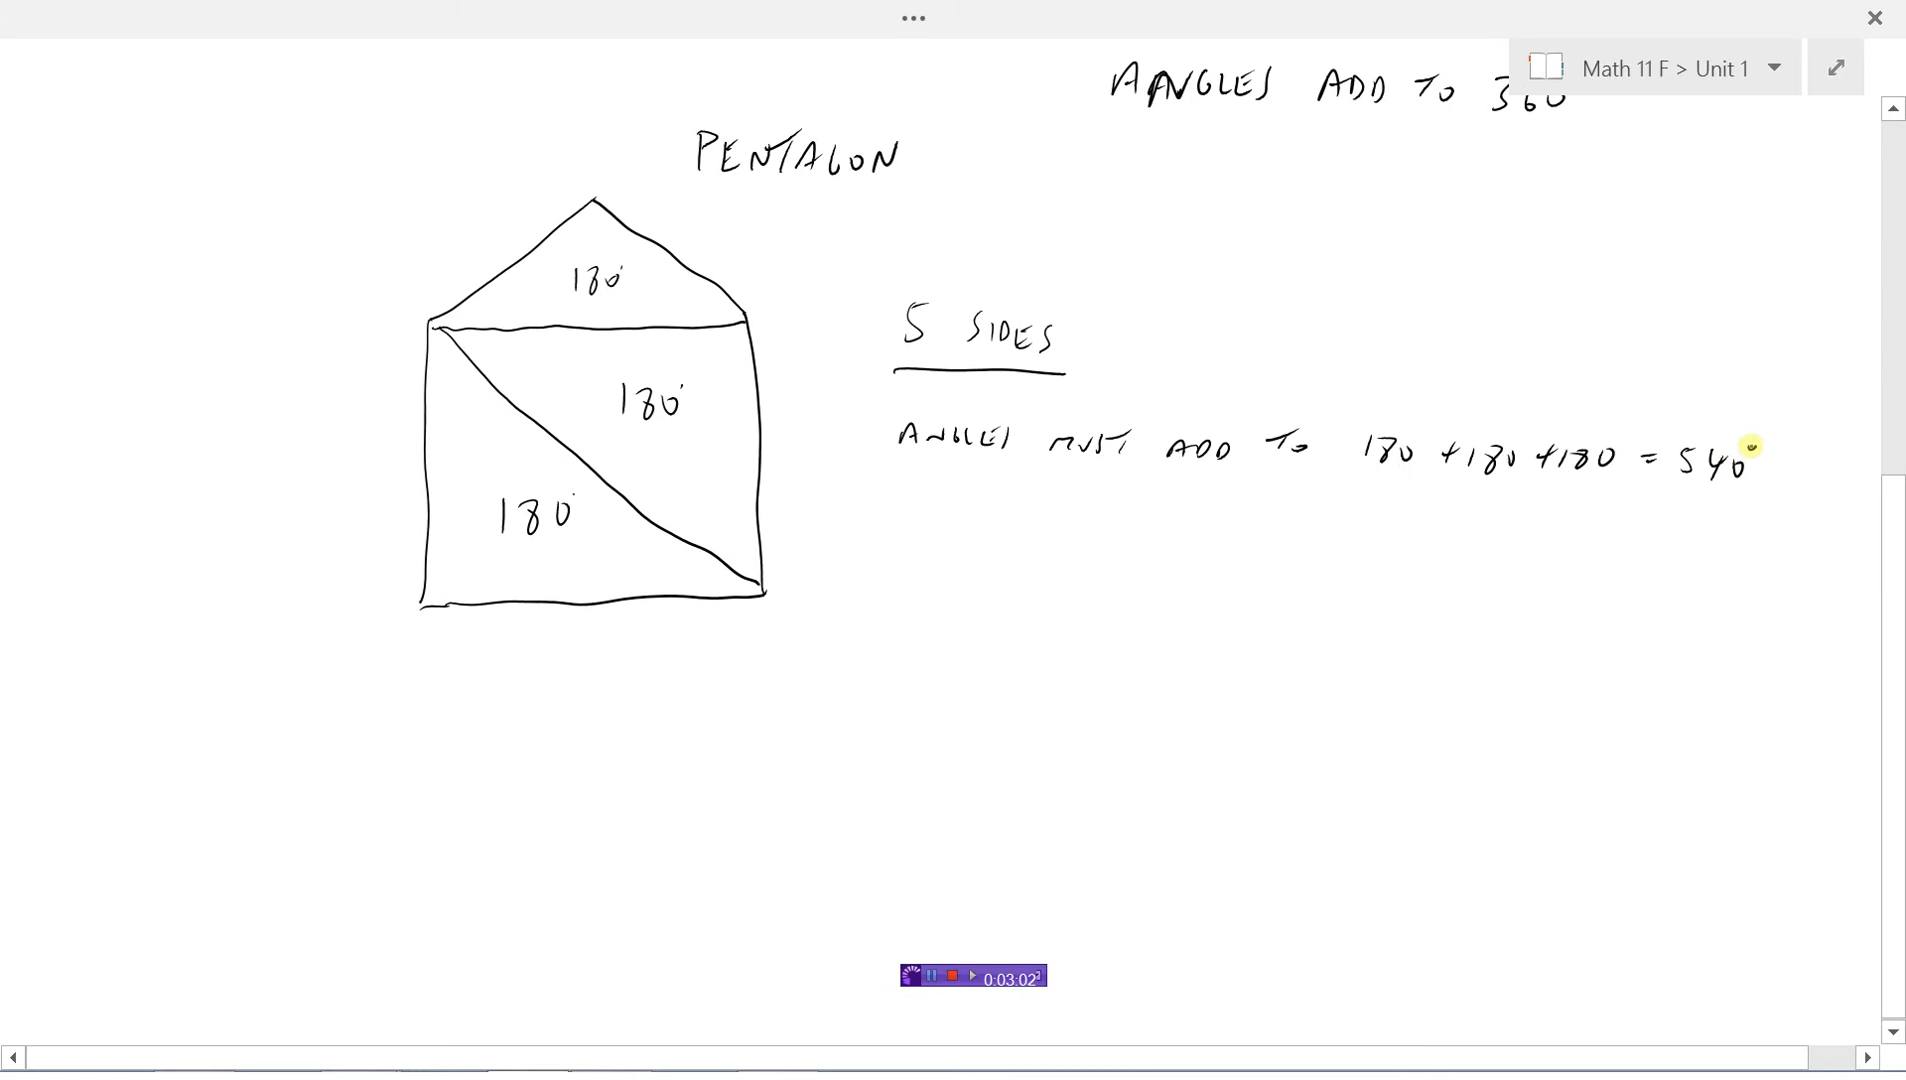 ...
Math 11 F > Unit 1
AANGLES ADD TO 360
PENTAGON
180°
5 SIDES
180°
ANGLES MUST ADD TO 180 + 180 + 180 = 540°
180°
0:03:02